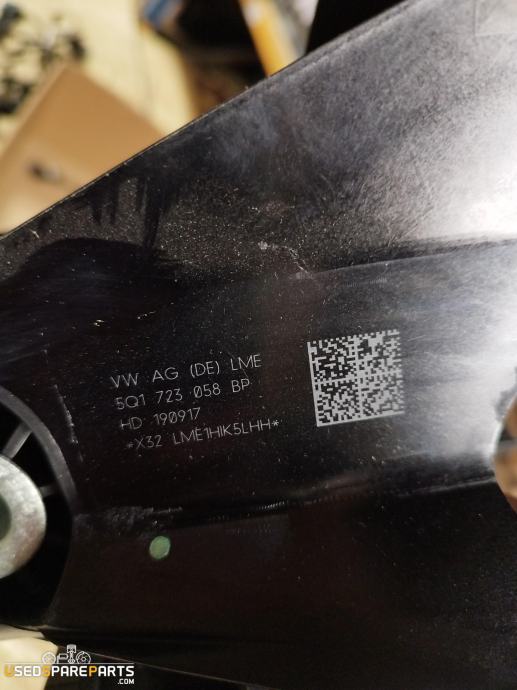 VW AG (DE) LME
5Q1 723 058 BP
HD 190917
*X32 LME1HIK5LHH*
USEDSPAREPARTS
.COM